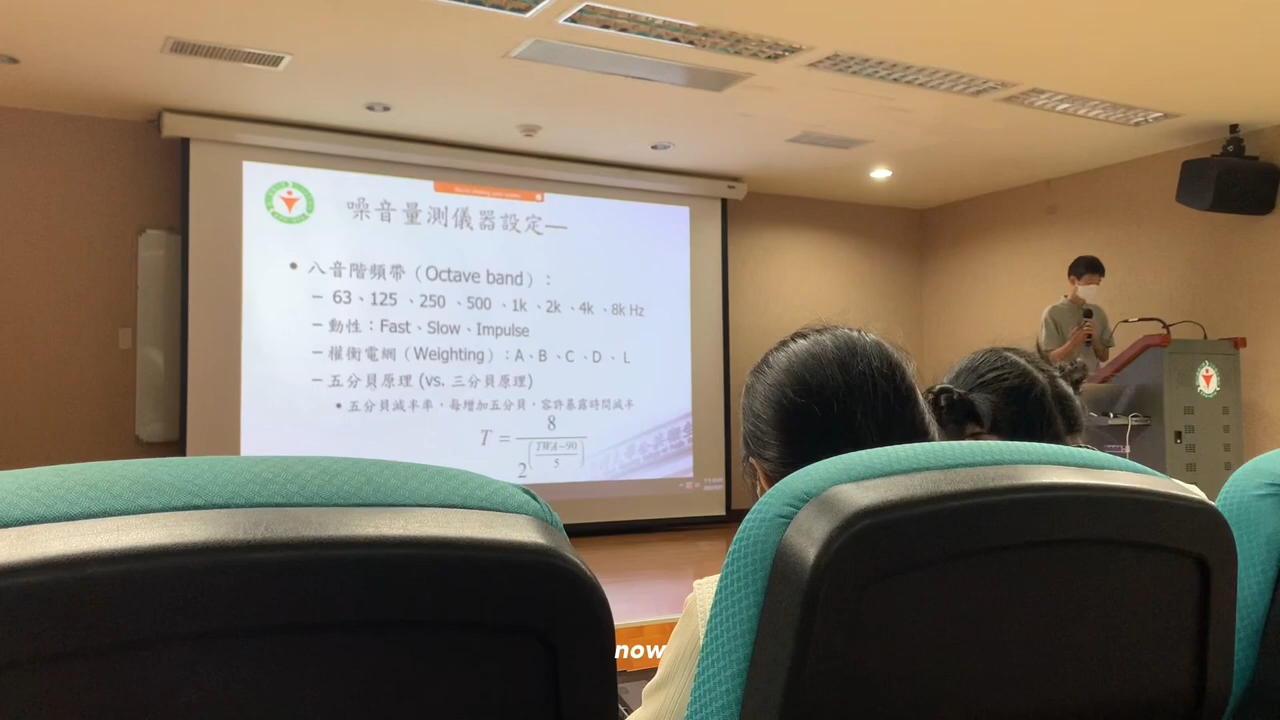 噪音量測儀器設定—
• 八音階頻帶（Octave band）：
– 63、125 、250 、500 、1k 、2k 、4k 、8k Hz
– 動性：Fast、Slow、Impulse
– 權衡電網（Weighting）：A、B 、C 、D 、L
– 五分貝原理 (vs. 三分貝原理)
• 五分貝減半率，每增加五分貝，容許暴露時間減半
T = 8 / 2^((TWA−90)/5)
now